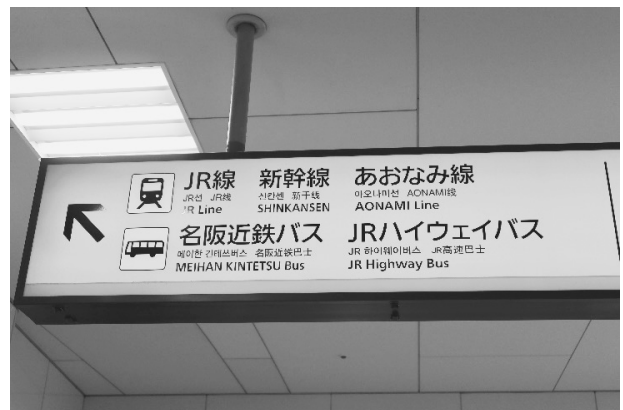 JR線 新幹線 あおなみ線
JR선 JR线 신칸센 新干线 아오나미선 AONAMI线
JR Line SHINKANSEN AONAMI Line
名阪近鉄バス JRハイウェイバス
메이한 긴테쓰버스 名阪近铁巴士 JR 하이웨이버스 JR高速巴士
MEIHAN KINTETSU Bus JR Highway Bus